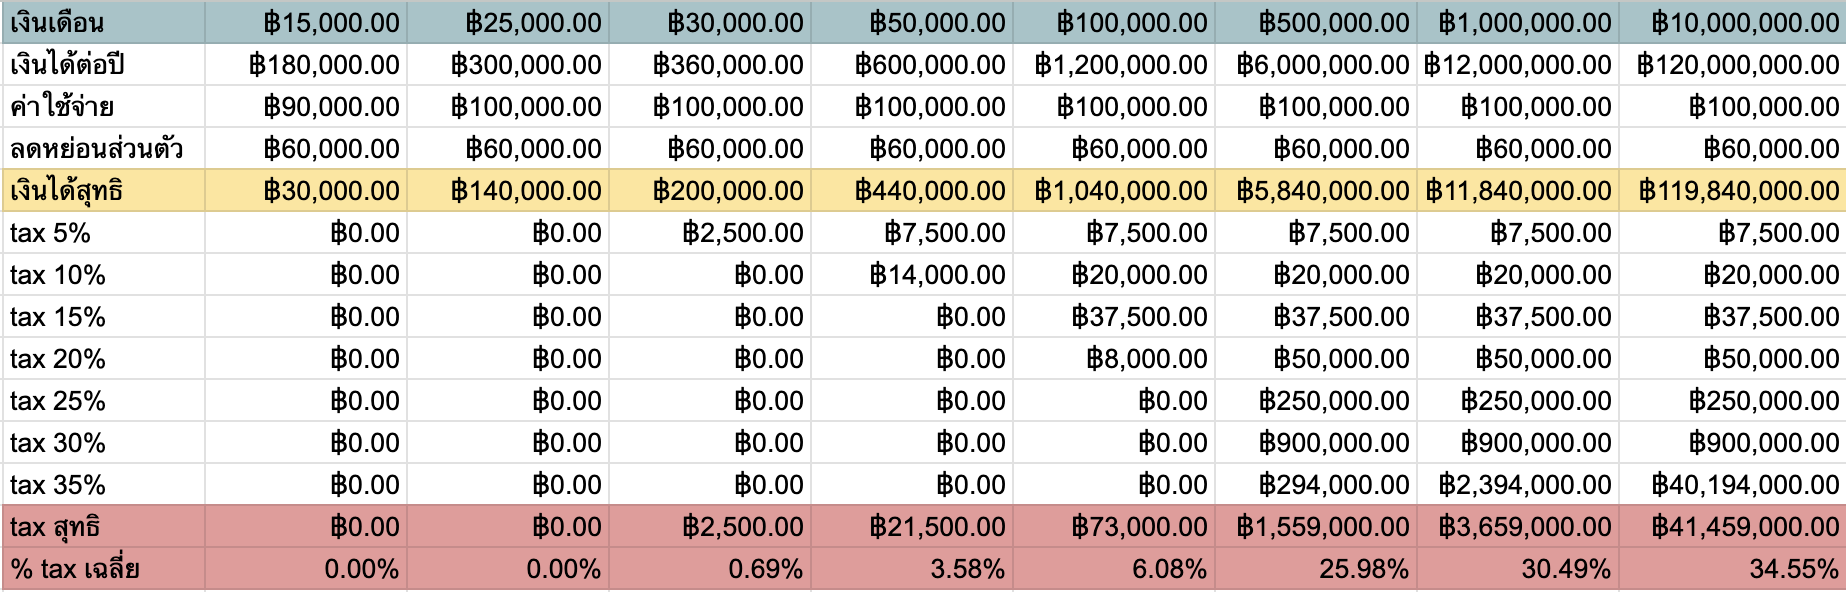 เงินเดือน ฿15,000.00 ฿25,000.00 ฿30,000.00 ฿50,000.00 ฿100,000.00 ฿500,000.00 ฿1,000,000.00 ฿10,000,000.00
เงินได้ต่อปี ฿180,000.00 ฿300,000.00 ฿360,000.00 ฿600,000.00 ฿1,200,000.00 ฿6,000,000.00 ฿12,000,000.00 ฿120,000,000.00
ค่าใช้จ่าย ฿90,000.00 ฿100,000.00 ฿100,000.00 ฿100,000.00 ฿100,000.00 ฿100,000.00 ฿100,000.00 ฿100,000.00
ลดหย่อนส่วนตัว ฿60,000.00 ฿60,000.00 ฿60,000.00 ฿60,000.00 ฿60,000.00 ฿60,000.00 ฿60,000.00 ฿60,000.00
เงินได้สุทธิ ฿30,000.00 ฿140,000.00 ฿200,000.00 ฿440,000.00 ฿1,040,000.00 ฿5,840,000.00 ฿11,840,000.00 ฿119,840,000.00
tax 5% ฿0.00 ฿0.00 ฿2,500.00 ฿7,500.00 ฿7,500.00 ฿7,500.00 ฿7,500.00 ฿7,500.00
tax 10% ฿0.00 ฿0.00 ฿0.00 ฿14,000.00 ฿20,000.00 ฿20,000.00 ฿20,000.00 ฿20,000.00
tax 15% ฿0.00 ฿0.00 ฿0.00 ฿0.00 ฿37,500.00 ฿37,500.00 ฿37,500.00 ฿37,500.00
tax 20% ฿0.00 ฿0.00 ฿0.00 ฿0.00 ฿8,000.00 ฿50,000.00 ฿50,000.00 ฿50,000.00
tax 25% ฿0.00 ฿0.00 ฿0.00 ฿0.00 ฿0.00 ฿250,000.00 ฿250,000.00 ฿250,000.00
tax 30% ฿0.00 ฿0.00 ฿0.00 ฿0.00 ฿0.00 ฿900,000.00 ฿900,000.00 ฿900,000.00
tax 35% ฿0.00 ฿0.00 ฿0.00 ฿0.00 ฿0.00 ฿294,000.00 ฿2,394,000.00 ฿40,194,000.00
tax สุทธิ ฿0.00 ฿0.00 ฿2,500.00 ฿21,500.00 ฿73,000.00 ฿1,559,000.00 ฿3,659,000.00 ฿41,459,000.00
% tax เฉลี่ย 0.00% 0.00% 0.69% 3.58% 6.08% 25.98% 30.49% 34.55%